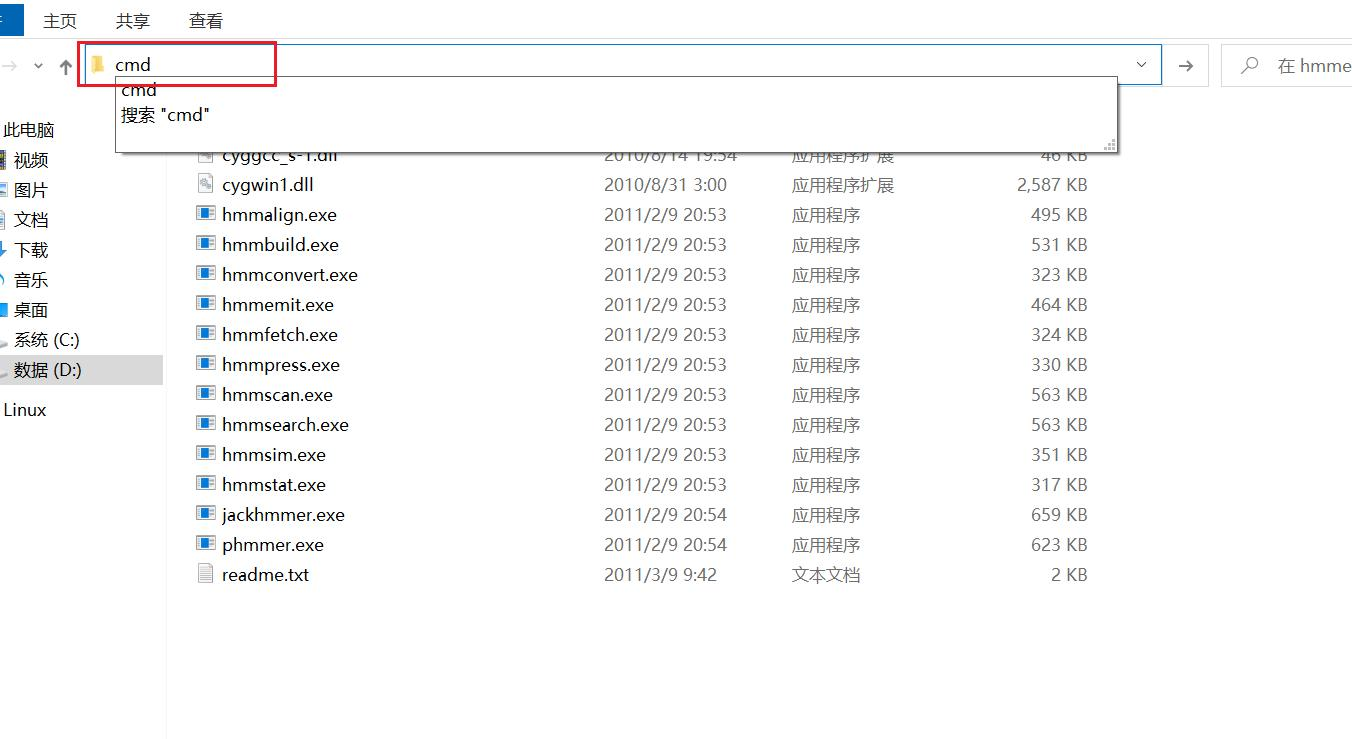 主页 共享 查看
cmd 在 hmme
cmd
搜索 "cmd"
此电脑
视频
图片
文档
下载
音乐
桌面
系统 (C:)
数据 (D:)
Linux
cyggcc_s-1.dll 2010/8/14 19:54 应用程序扩展 46 KB
cygwin1.dll 2010/8/31 3:00 应用程序扩展 2,587 KB
hmmalign.exe 2011/2/9 20:53 应用程序 495 KB
hmmbuild.exe 2011/2/9 20:53 应用程序 531 KB
hmmconvert.exe 2011/2/9 20:53 应用程序 323 KB
hmmemit.exe 2011/2/9 20:53 应用程序 464 KB
hmmfetch.exe 2011/2/9 20:53 应用程序 324 KB
hmmpress.exe 2011/2/9 20:53 应用程序 330 KB
hmmscan.exe 2011/2/9 20:53 应用程序 563 KB
hmmsearch.exe 2011/2/9 20:53 应用程序 563 KB
hmmsim.exe 2011/2/9 20:53 应用程序 351 KB
hmmstat.exe 2011/2/9 20:53 应用程序 317 KB
jackhmmer.exe 2011/2/9 20:54 应用程序 659 KB
phmmer.exe 2011/2/9 20:54 应用程序 623 KB
readme.txt 2011/3/9 9:42 文本文档 2 KB